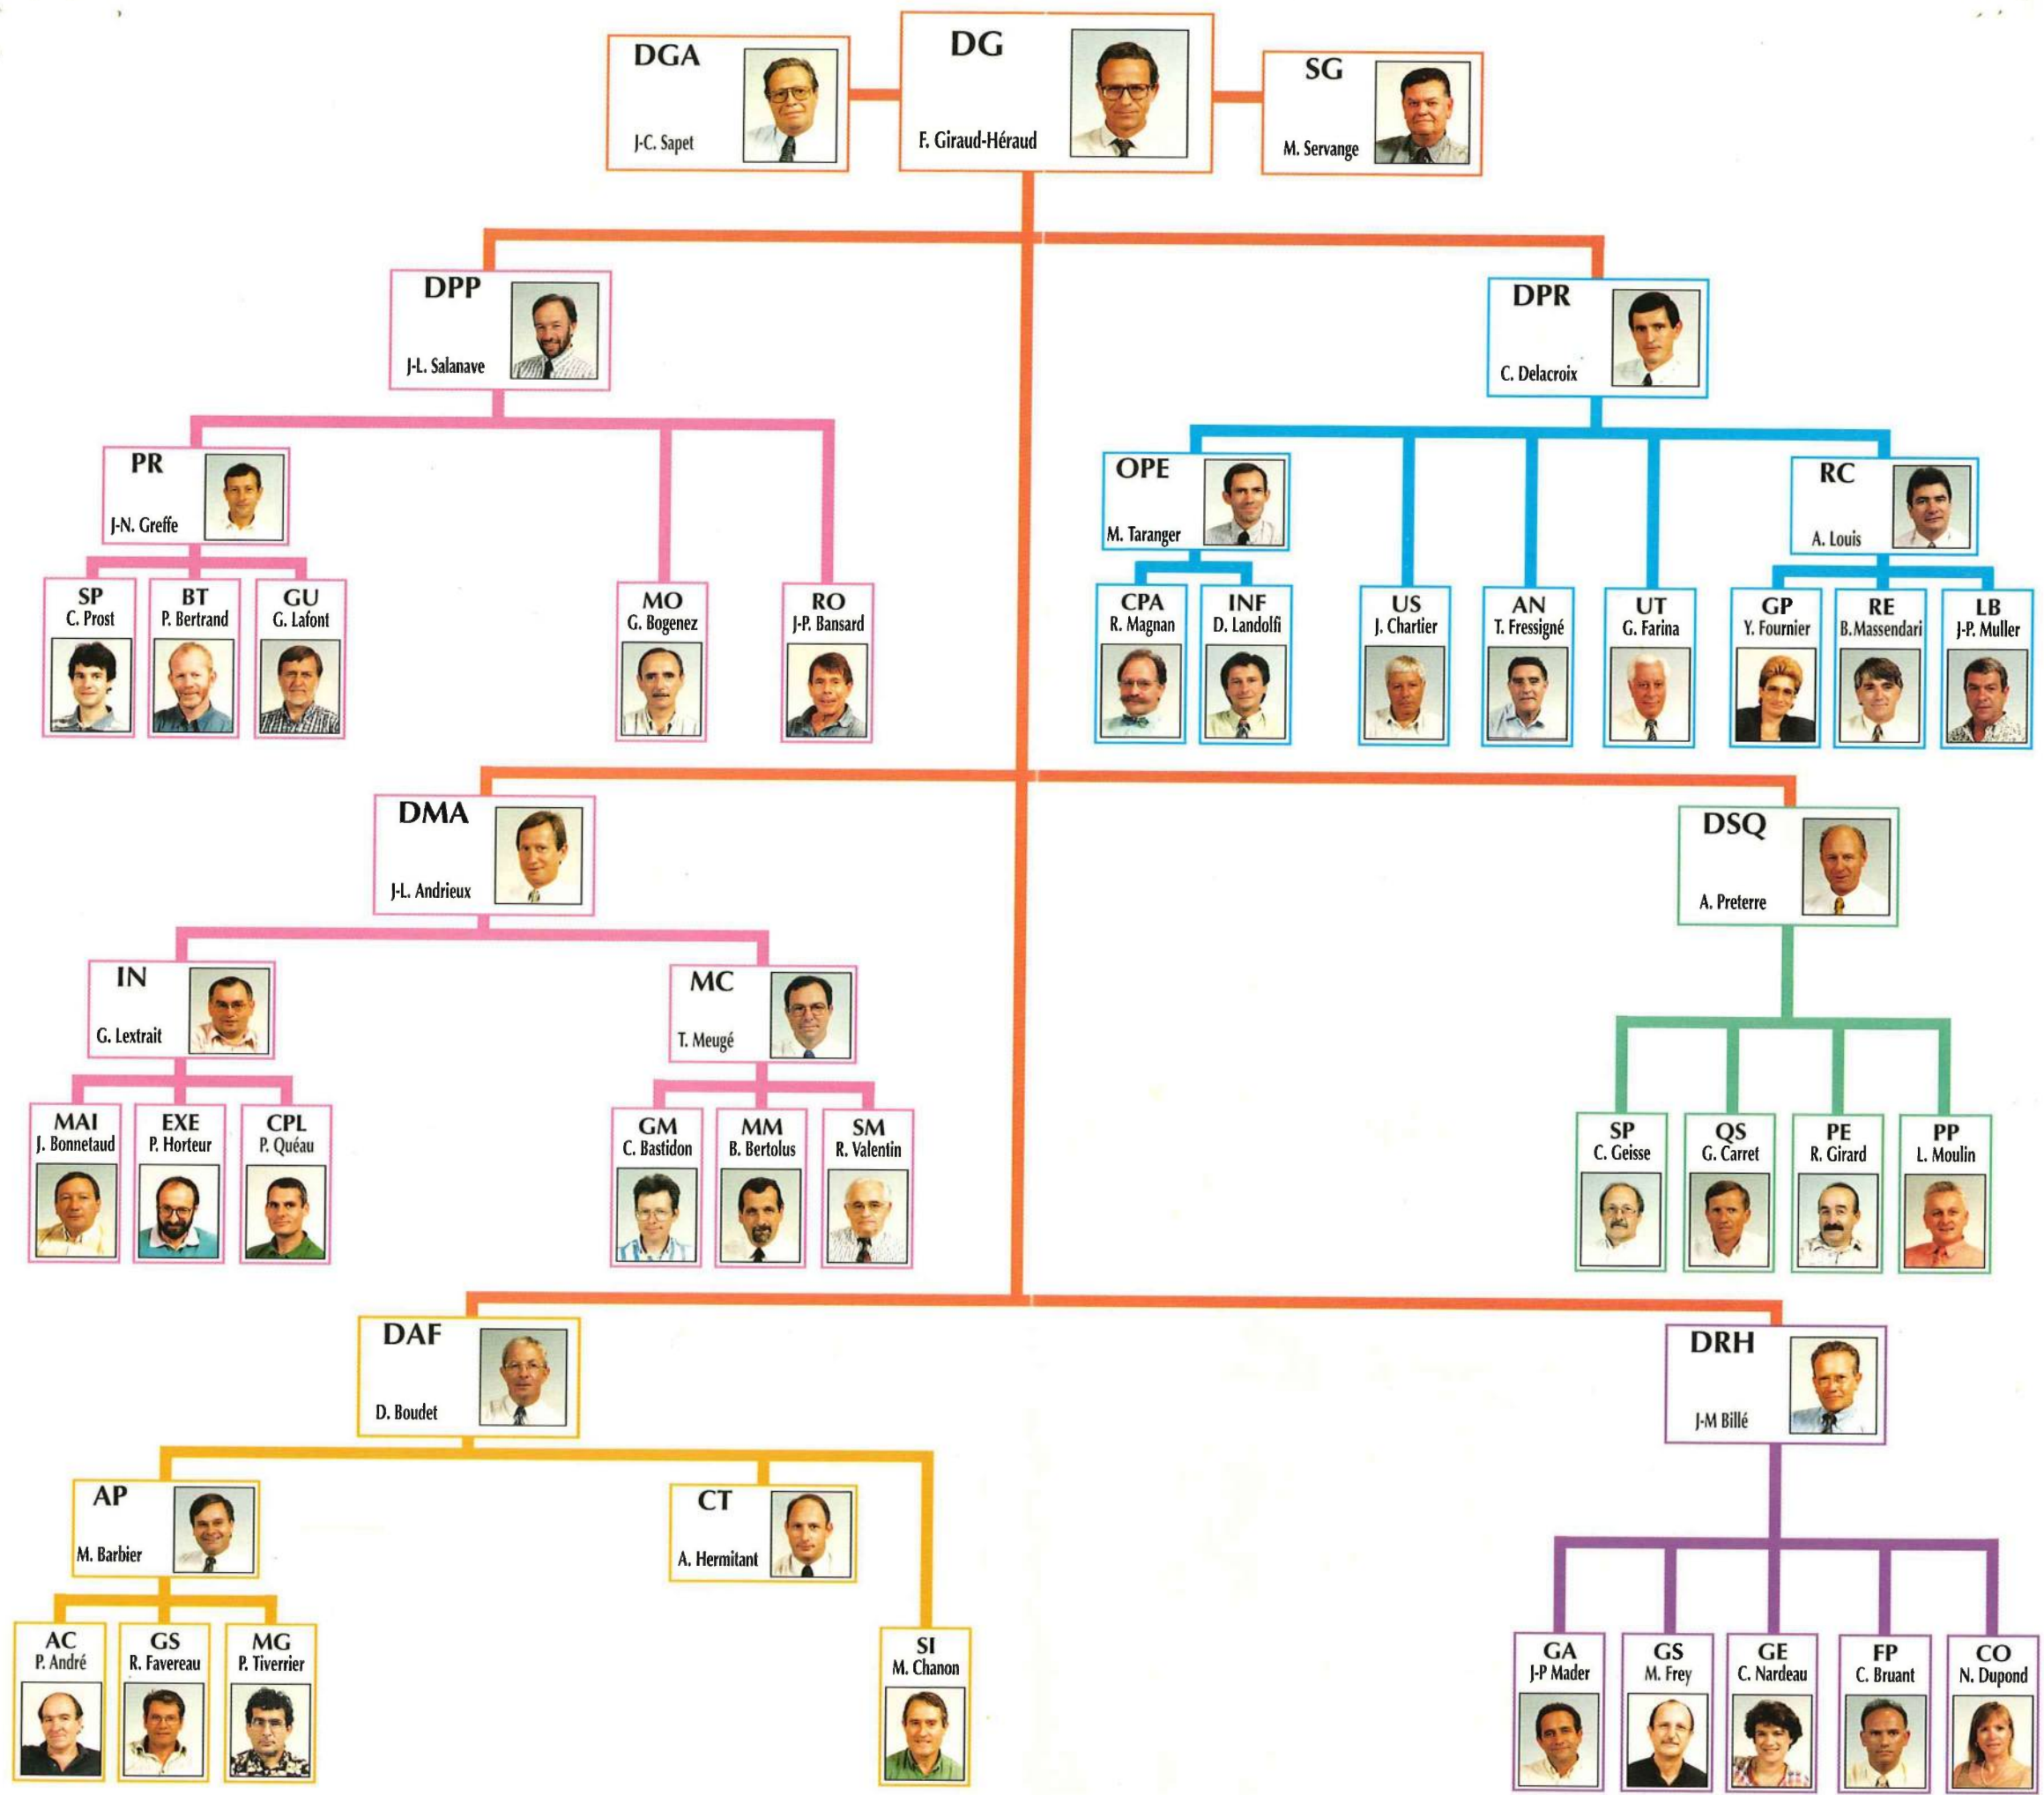 DGA
J-C. Sapet
DG
F. Giraud-Héraud
SG
M. Servange
DPP
J-L. Salanave
DPR
C. Delacroix
PR
J-N. Greffe
OPE
M. Taranger
RC
A. Louis
SP
C. Prost
BT
P. Bertrand
GU
G. Lafont
MO
G. Bogenez
RO
J-P. Bansard
CPA
R. Magnan
INF
D. Landolfi
US
J. Chartier
AN
T. Fressigné
UT
G. Farina
GP
Y. Fournier
RE
B.Massendari
LB
J-P. Muller
DMA
J-L. Andrieux
DSQ
A. Preterre
IN
G. Lextrait
MC
T. Meugé
MAI
J. Bonnetaud
EXE
P. Horteur
CPL
P. Quéau
GM
C. Bastidon
MM
B. Bertolus
SM
R. Valentin
SP
C. Geisse
QS
G. Carret
PE
R. Girard
PP
L. Moulin
DAF
D. Boudet
DRH
J-M Billé
AP
M. Barbier
CT
A. Hermitant
AC
P. André
GS
R. Favereau
MG
P. Tiverrier
SI
M. Chanon
GA
J-P Mader
GS
M. Frey
GE
C. Nardeau
FP
C. Bruant
CO
N. Dupond